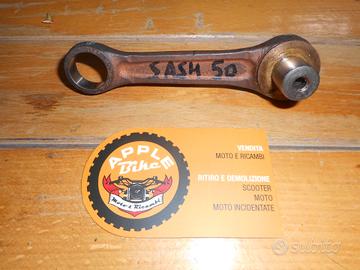 SASH 50
APPLE
Bike
Moto e Ricambi
VENDITA
MOTO E RICAMBI
RITIRO E DEMOLIZIONE
SCOOTER
MOTO
MOTO INCIDENTATE
subito